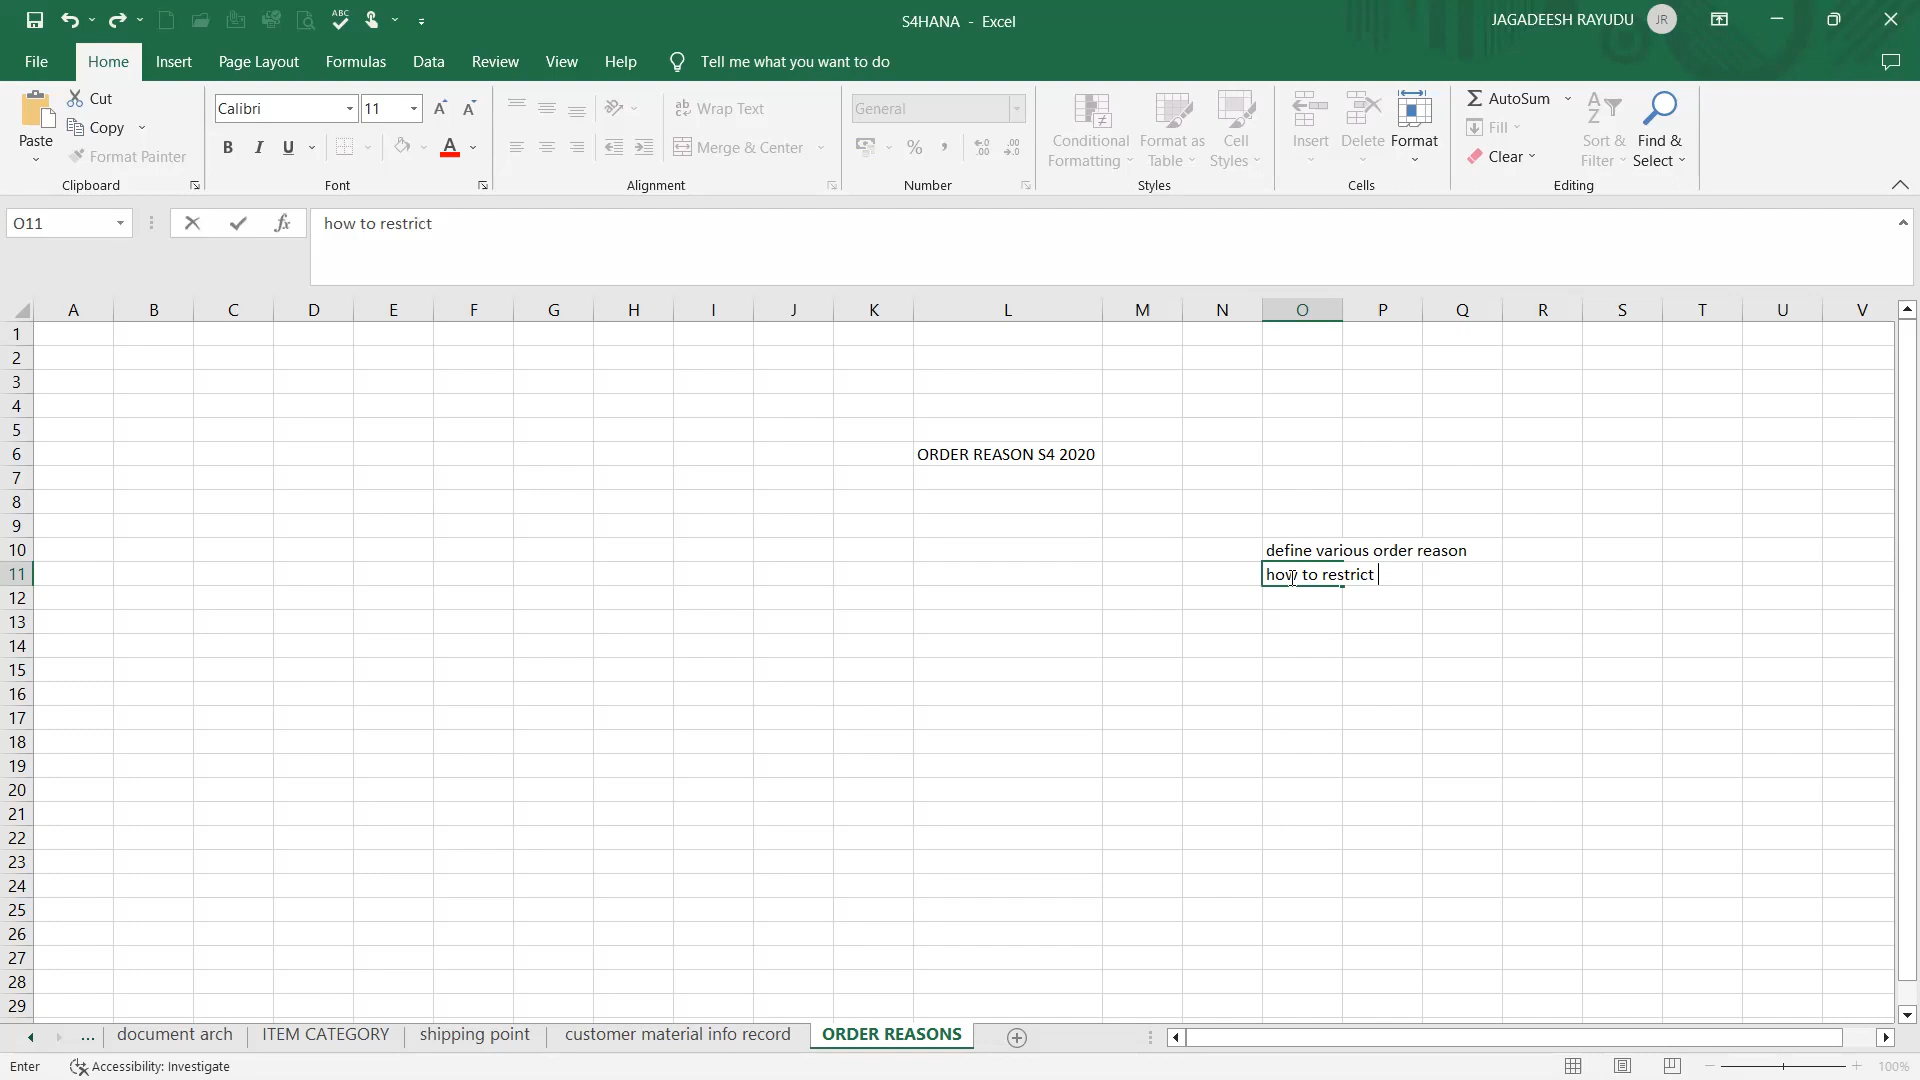 S4HANA - Excel
JAGADEESH RAYUDU
JR
File
Home
Insert
Page Layout
Formulas
Data
Review
View
Help
Tell me what you want to do
Paste
Cut
Copy
Format Painter
Clipboard
Calibri
11
B I U
Font
Wrap Text
Merge & Center
Alignment
General
Number
Conditional Formatting
Format as Table
Cell Styles
Styles
Insert
Delete
Format
Cells
AutoSum
Fill
Clear
Sort & Filter
Find & Select
Editing
O11
fx
how to restrict
A B C D E F G H I J K L M N O P Q R S T U V
1
2
3
4
5
6 ORDER REASON S4 2020
7
8
9
10 define various order reason
11 how to restrict
12
13
14
15
16
17
18
19
20
21
22
23
24
25
26
27
28
29
... document arch
ITEM CATEGORY
shipping point
customer material info record
ORDER REASONS
Enter
Accessibility: Investigate
100%